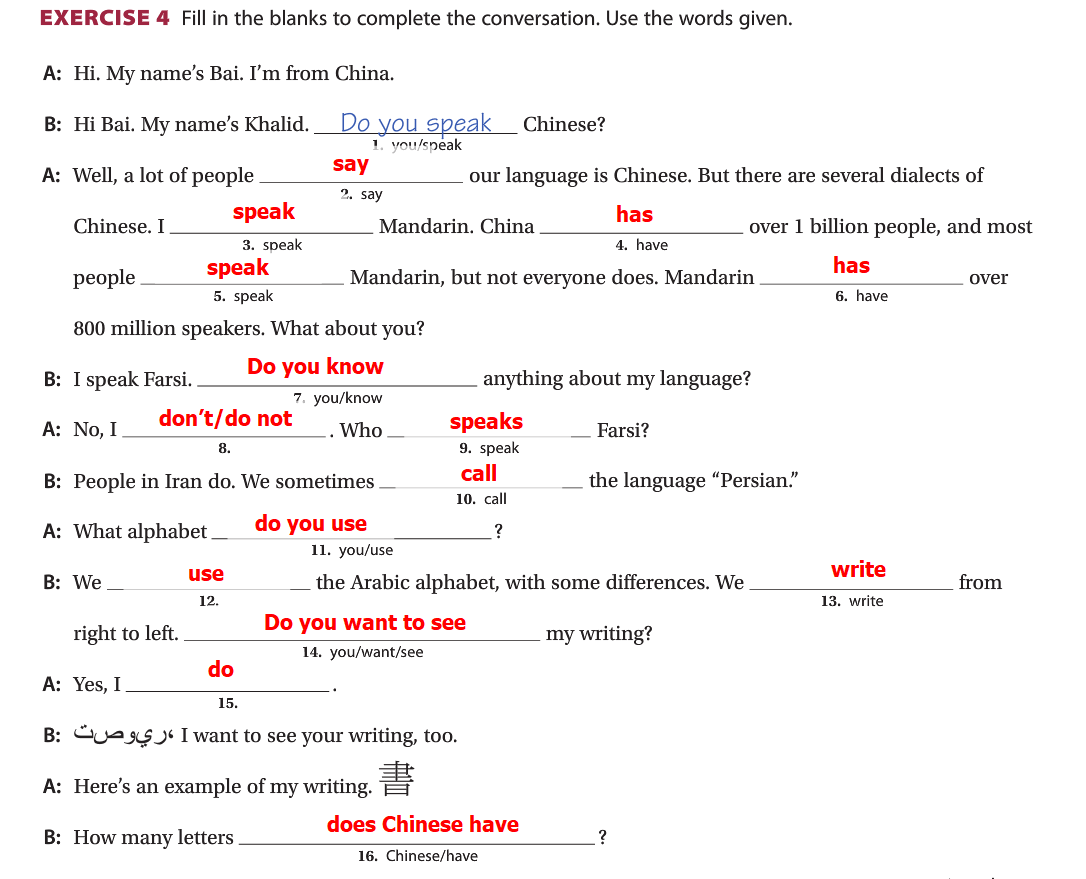 EXERCISE 4 Fill in the blanks to complete the conversation. Use the words given.
A: Hi. My name's Bai. I'm from China.
B: Hi Bai. My name's Khalid. Do you speak Chinese?
1. you/speak
A: Well, a lot of people say our language is Chinese. But there are several dialects of
2. say
Chinese. I speak Mandarin. China has over 1 billion people, and most
3. speak 4. have
people speak Mandarin, but not everyone does. Mandarin has over
5. speak 6. have
800 million speakers. What about you?
B: I speak Farsi. Do you know anything about my language?
7. you/know
A: No, I don't/do not. Who speaks Farsi?
8. 9. speak
B: People in Iran do. We sometimes call the language “Persian.”
10. call
A: What alphabet do you use?
11. you/use
B: We use the Arabic alphabet, with some differences. We write from
12. 13. write
right to left. Do you want to see my writing?
14. you/want/see
A: Yes, I do.
15.
B: ريوصت، I want to see your writing, too.
A: Here's an example of my writing. 書
B: How many letters does Chinese have?
16. Chinese/have